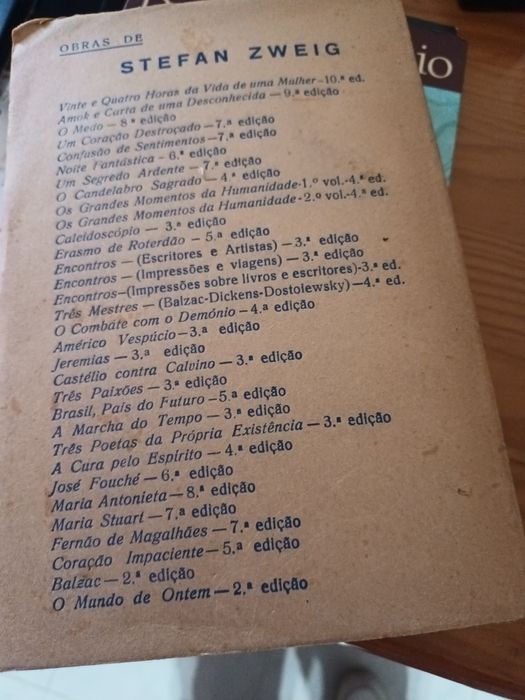 OBRAS DE
STEFAN ZWEIG
io
Vinte e Quatro Horas da Vida de uma Mulher—10.ª ed.
Amok e Carta de uma Desconhecida — 9.ª edição
O Medo — 8 ª edição
Um Coração Destroçado — 7.ª edição
Confusão de Sentimentos — 7.ª edição
Noite Fantástica - 6.ª edição
Um Segredo Ardente — 7.ª edição
O Candelabro Sagrado — 4 ª edição
Os Grandes Momentos da Humanidade-1.º vol.-4.ª ed.
Os Grandes Momentos da Humanidade-2.º vol.-4.ª ed.
Caleidoscópio — 3.ª edição
Erasmo de Roterdão — 5.ª edição
Encontros — (Escritores e Artistas) — 3.ª edição
Encontros — (Impressões e viagens) — 3.ª edição
Encontros—(Impressões sobre livros e escritores)-3.ª ed.
Três Mestres — (Balzac-Dickens-Dostolewsky) — 4.ª ed.
O Combate com o Demónio — 4.ª edição
Américo Vespúcio — 3.ª edição
Jeremias — 3.ª edição
Castélio contra Calvino — 3.ª edição
Três Paixões — 3.ª edição
Brasil, País do Futuro — 5.ª edição
A Marcha do Tempo — 3.ª edição
Três Poetas da Própria Existência — 3.ª edição
A Cura pelo Espírito — 4.ª edição
José Fouché — 6.ª edição
Maria Antonieta — 8.ª edição
Maria Stuart — 7.ª edição
Fernão de Magalhães — 7.ª edição
Coração Impaciente — 5.ª edição
Balzac — 2.ª edição
O Mundo de Ontem — 2.ª edição